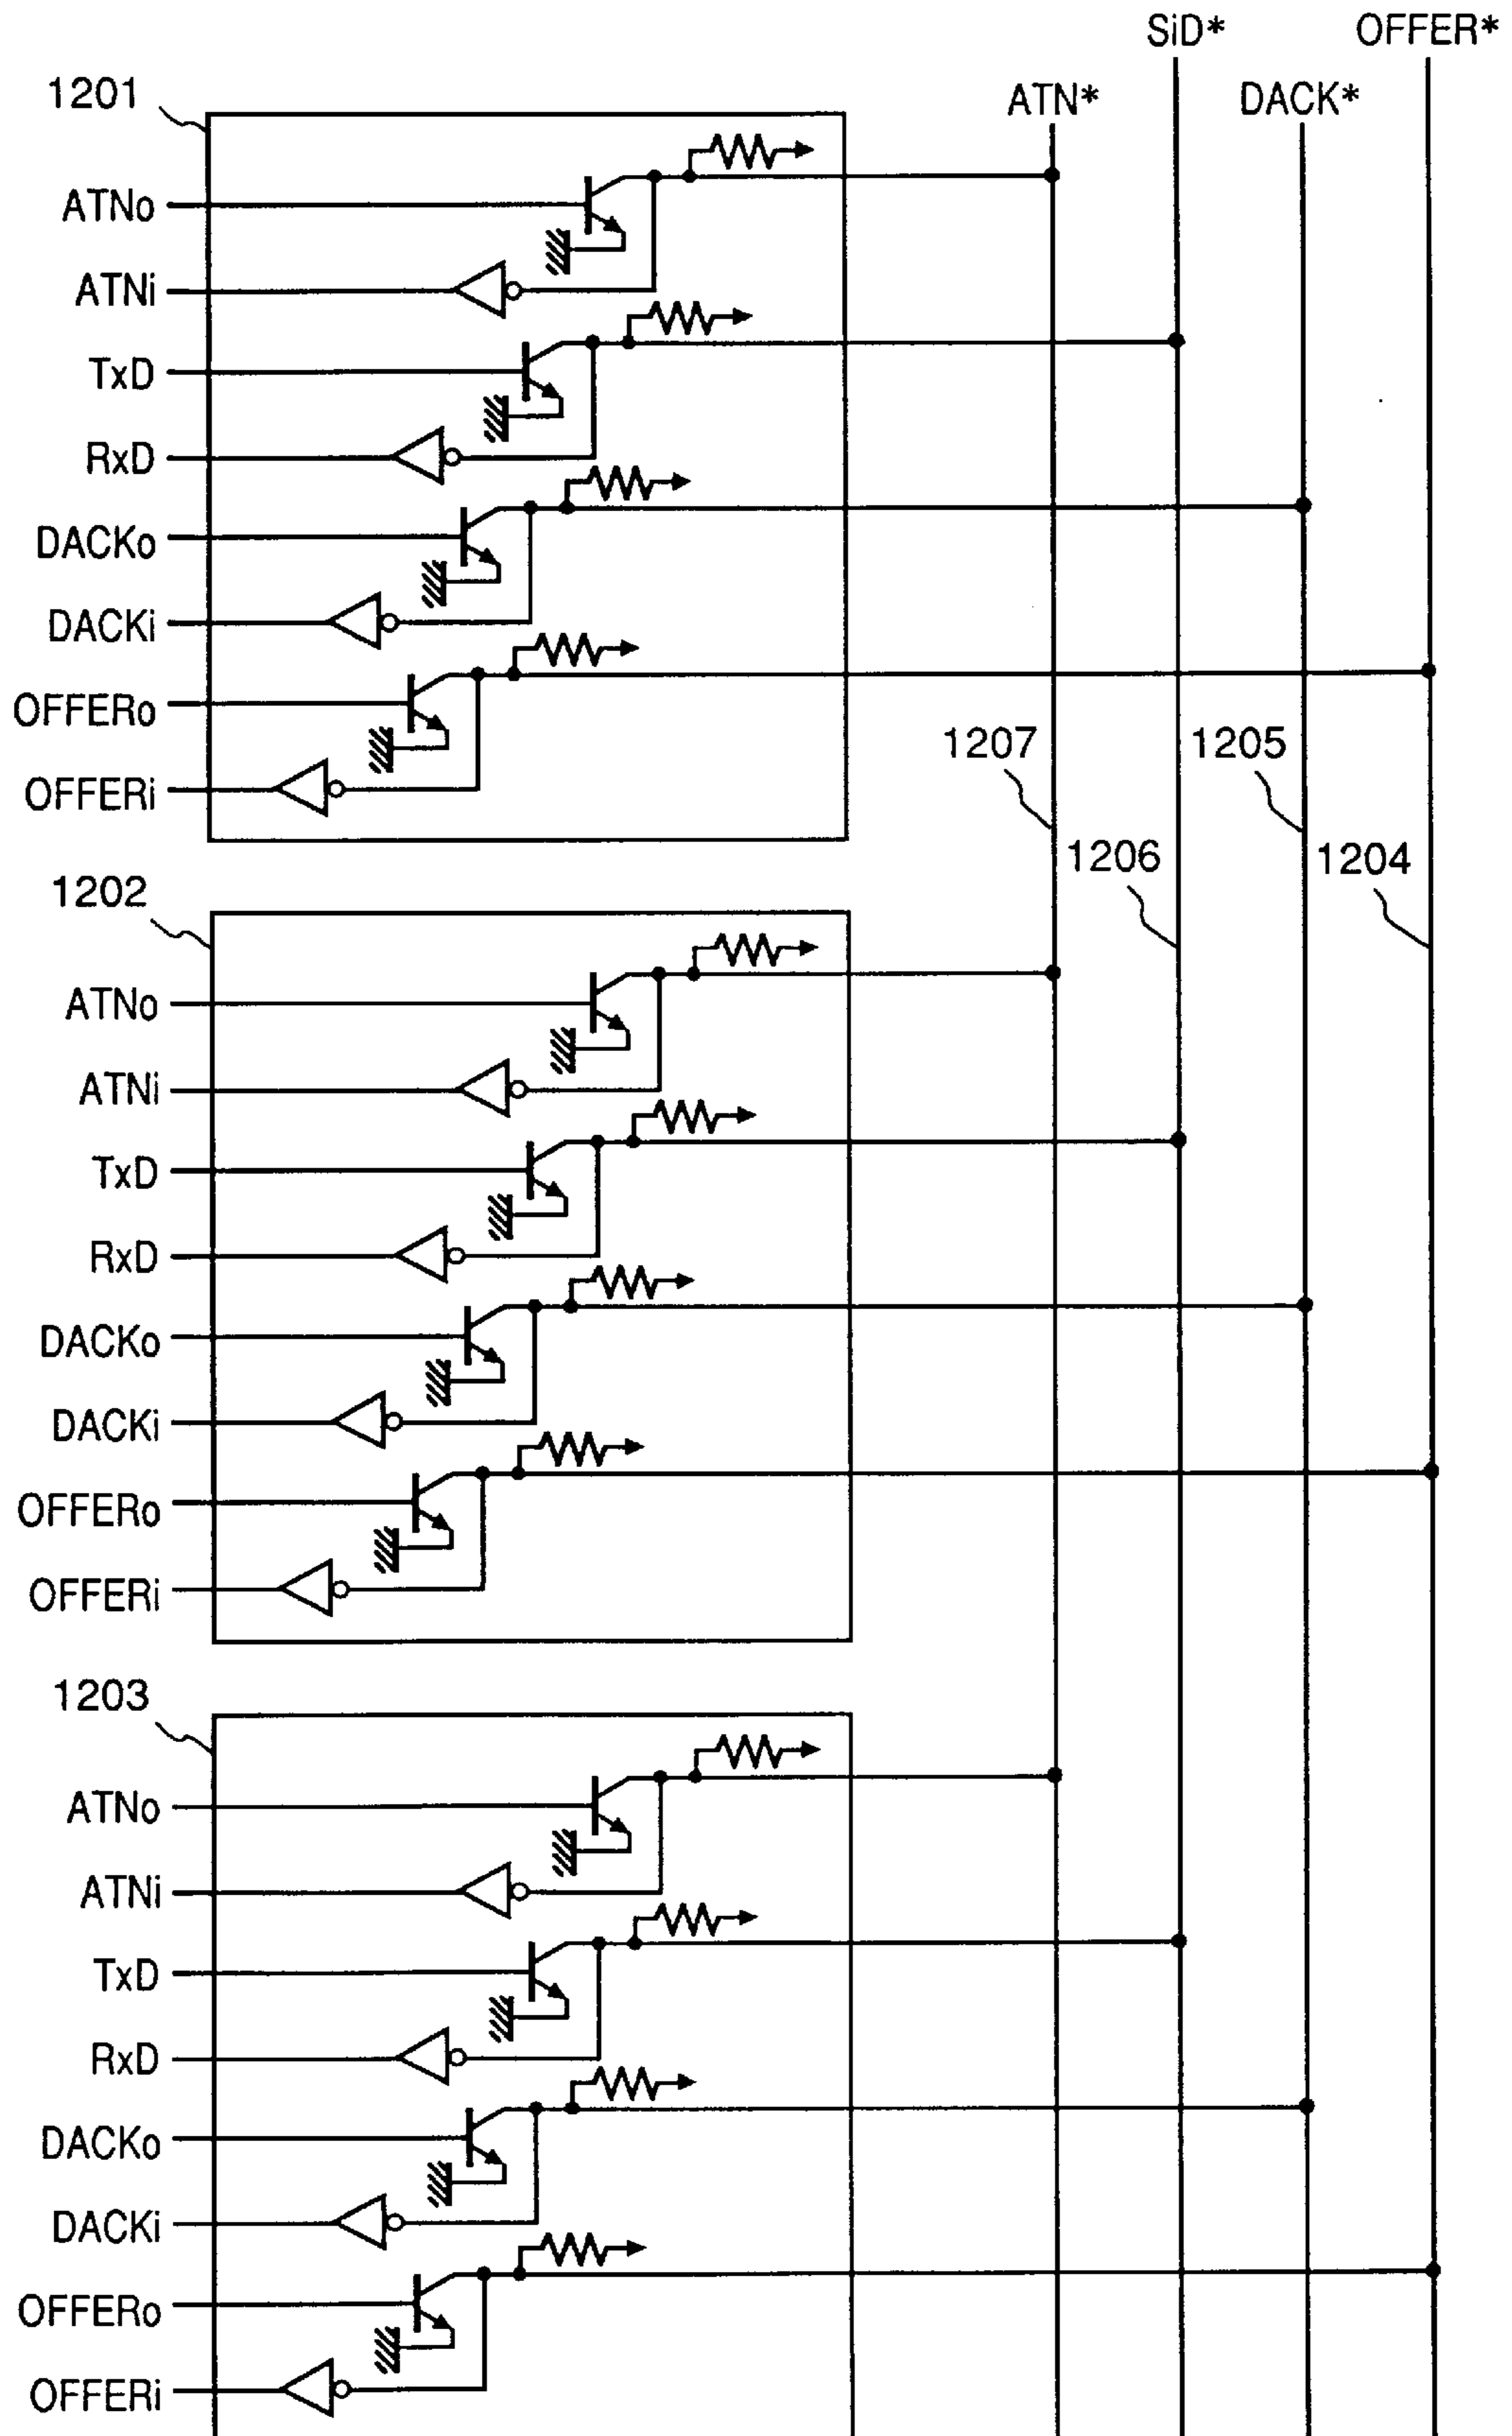 SiD* OFFER*
ATN* DACK*
1201
ATNo
ATNi
TxD
RxD
DACKo
DACKi
OFFERo
OFFERi
1207 1205
1206 1204
1202
ATNo
ATNi
TxD
RxD
DACKo
DACKi
OFFERo
OFFERi
1203
ATNo
ATNi
TxD
RxD
DACKo
DACKi
OFFERo
OFFERi